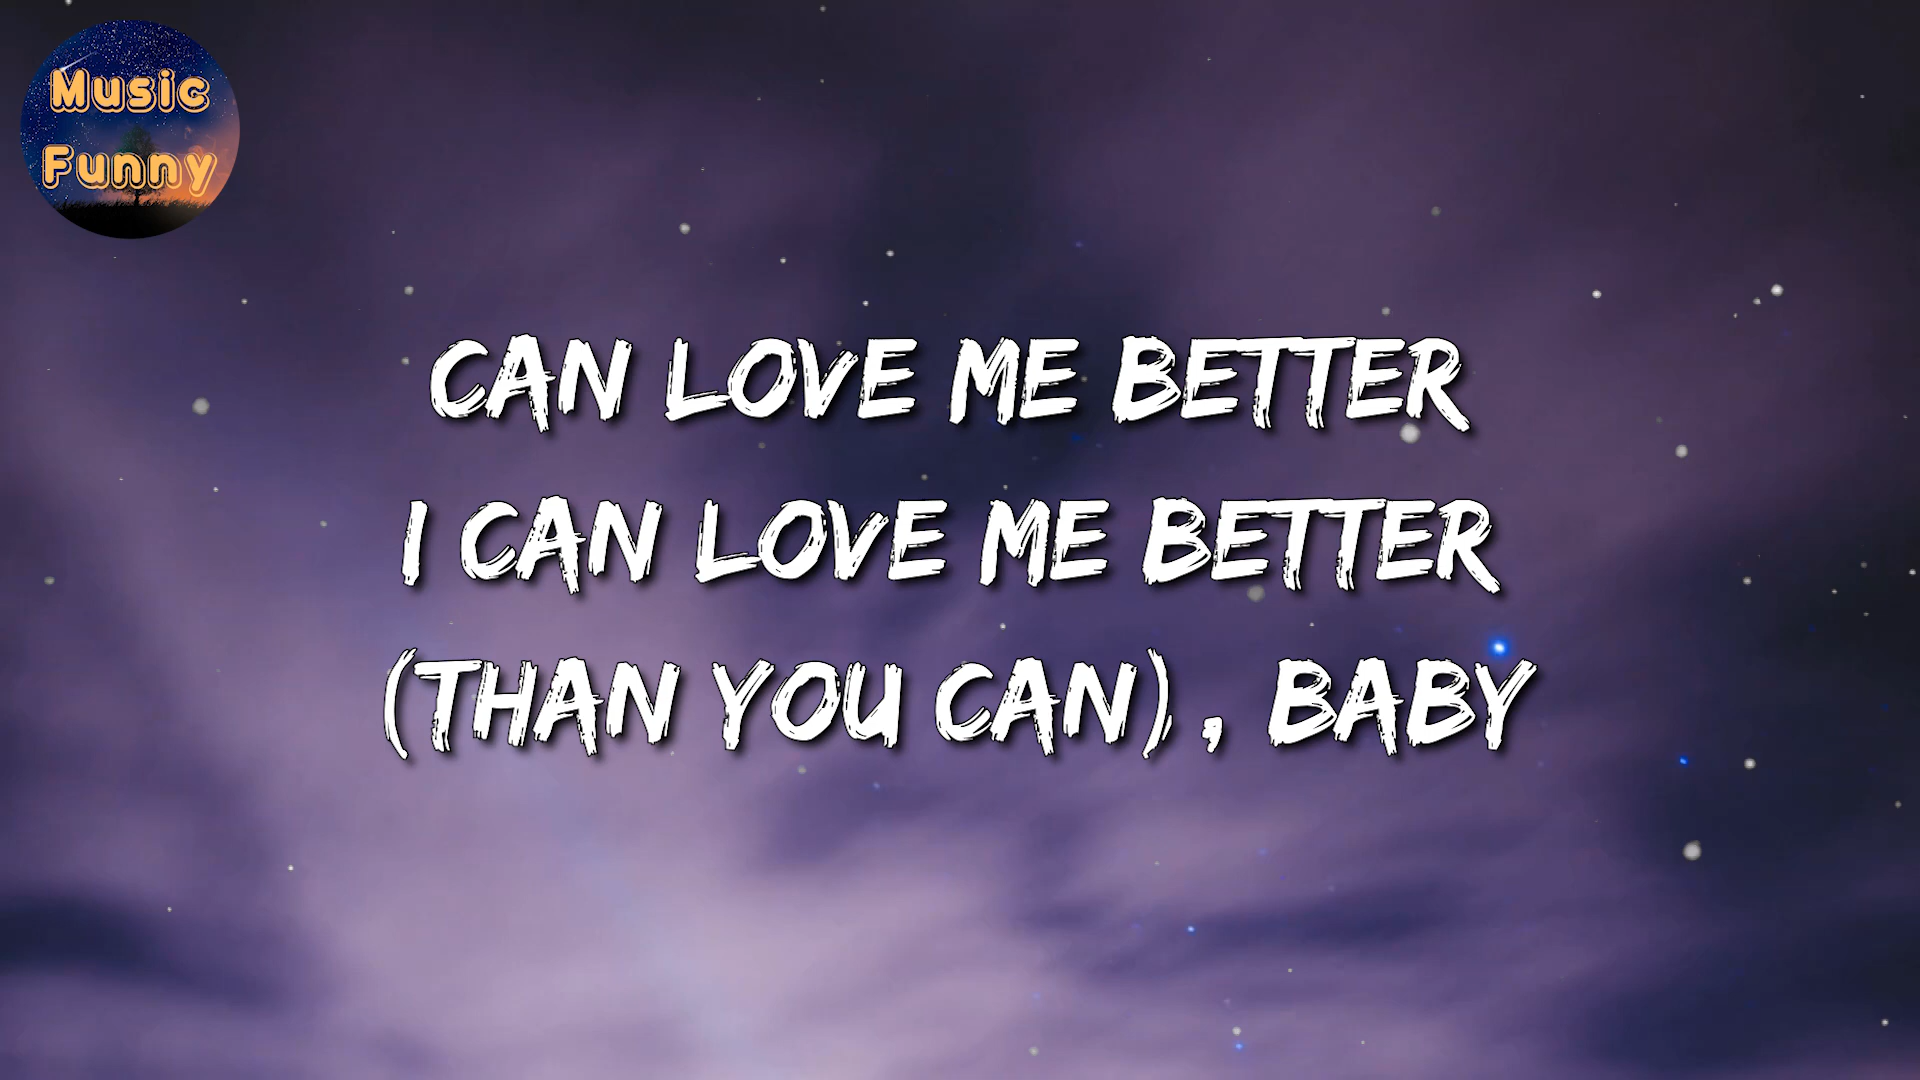 Music
Funny
CAN LOVE ME BETTER
I CAN LOVE ME BETTER
(THAN YOU CAN) , BABY